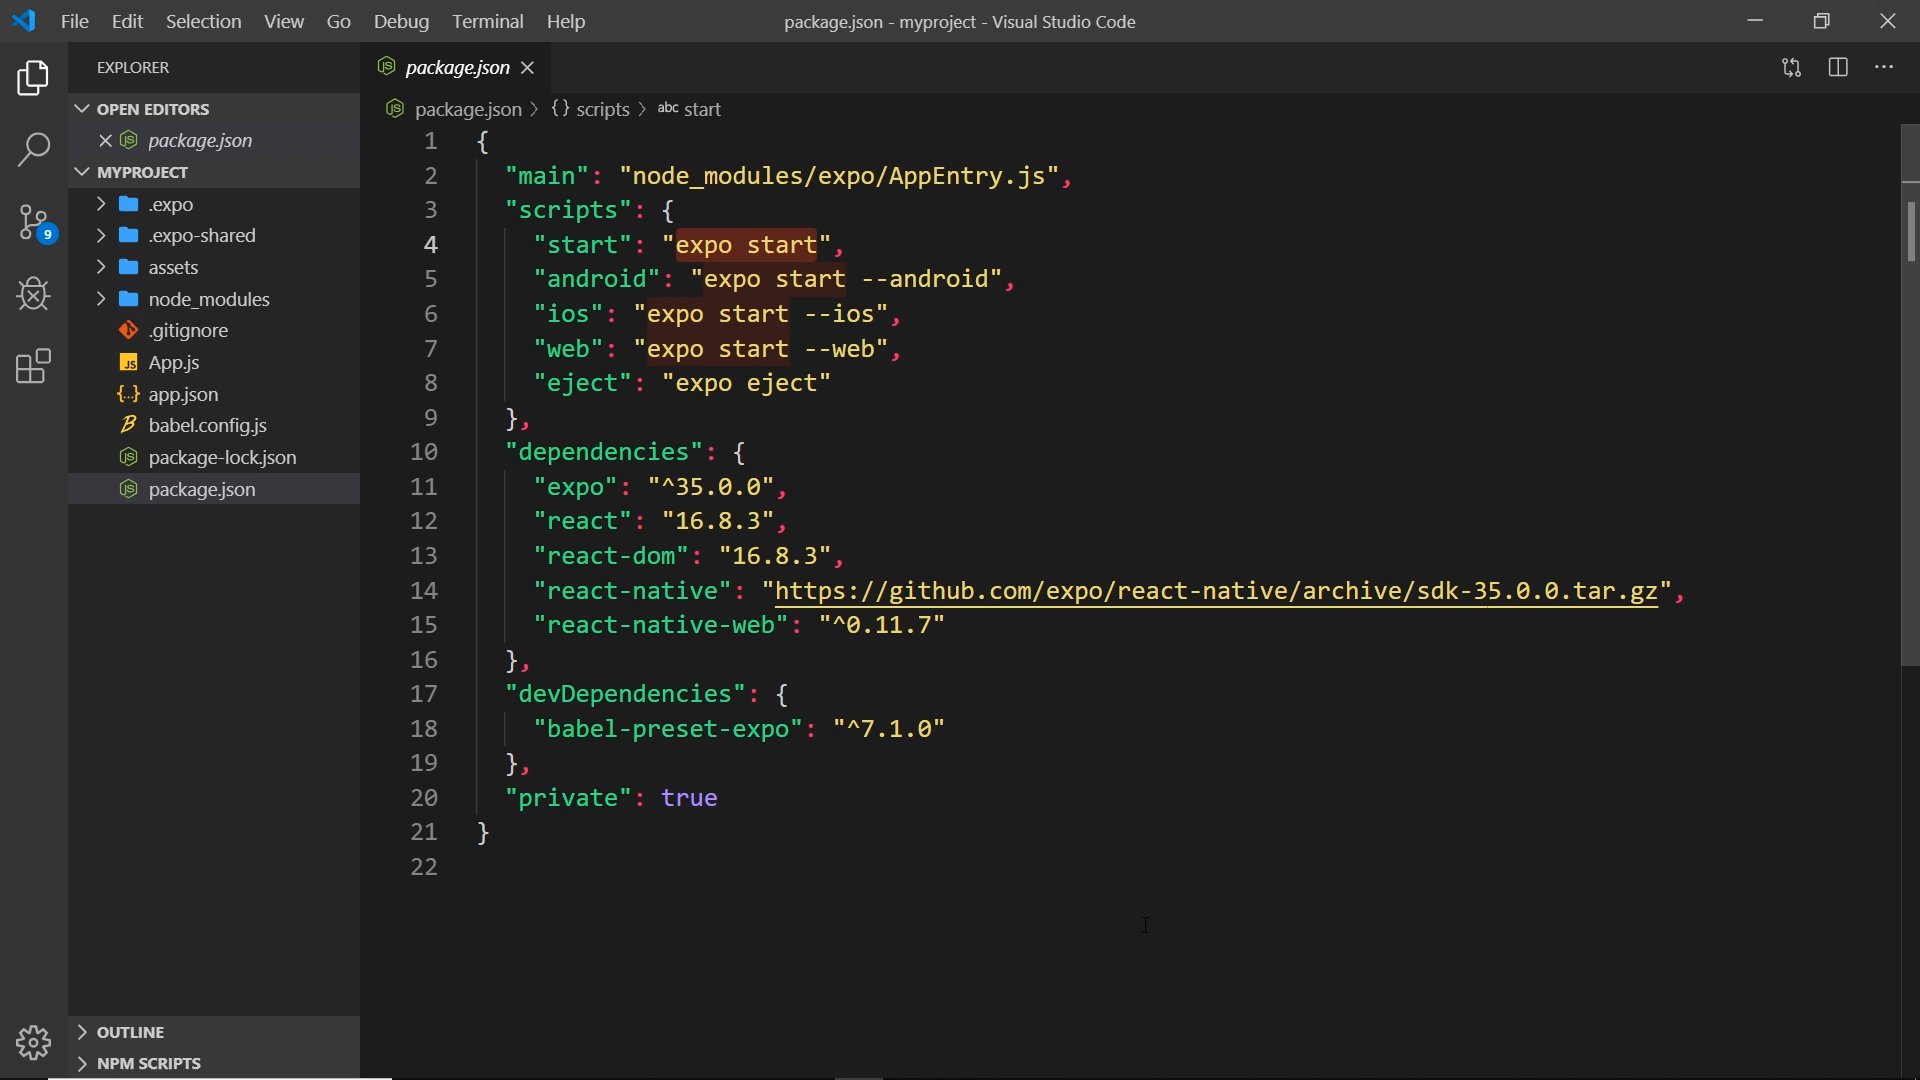 File Edit Selection View Go Debug Terminal Help package.json - myproject - Visual Studio Code
EXPLORER
OPEN EDITORS
package.json
MYPROJECT
.expo
.expo-shared
assets
node_modules
.gitignore
JS App.js
{..} app.json
babel.config.js
package-lock.json
package.json
9
OUTLINE
NPM SCRIPTS
package.json
package.json > {} scripts > abc start
1 {
2 "main": "node_modules/expo/AppEntry.js",
3 "scripts": {
4 "start": "expo start",
5 "android": "expo start --android",
6 "ios": "expo start --ios",
7 "web": "expo start --web",
8 "eject": "expo eject"
9 },
10 "dependencies": {
11 "expo": "^35.0.0",
12 "react": "16.8.3",
13 "react-dom": "16.8.3",
14 "react-native": "https://github.com/expo/react-native/archive/sdk-35.0.0.tar.gz",
15 "react-native-web": "^0.11.7"
16 },
17 "devDependencies": {
18 "babel-preset-expo": "^7.1.0"
19 },
20 "private": true
21 }
22